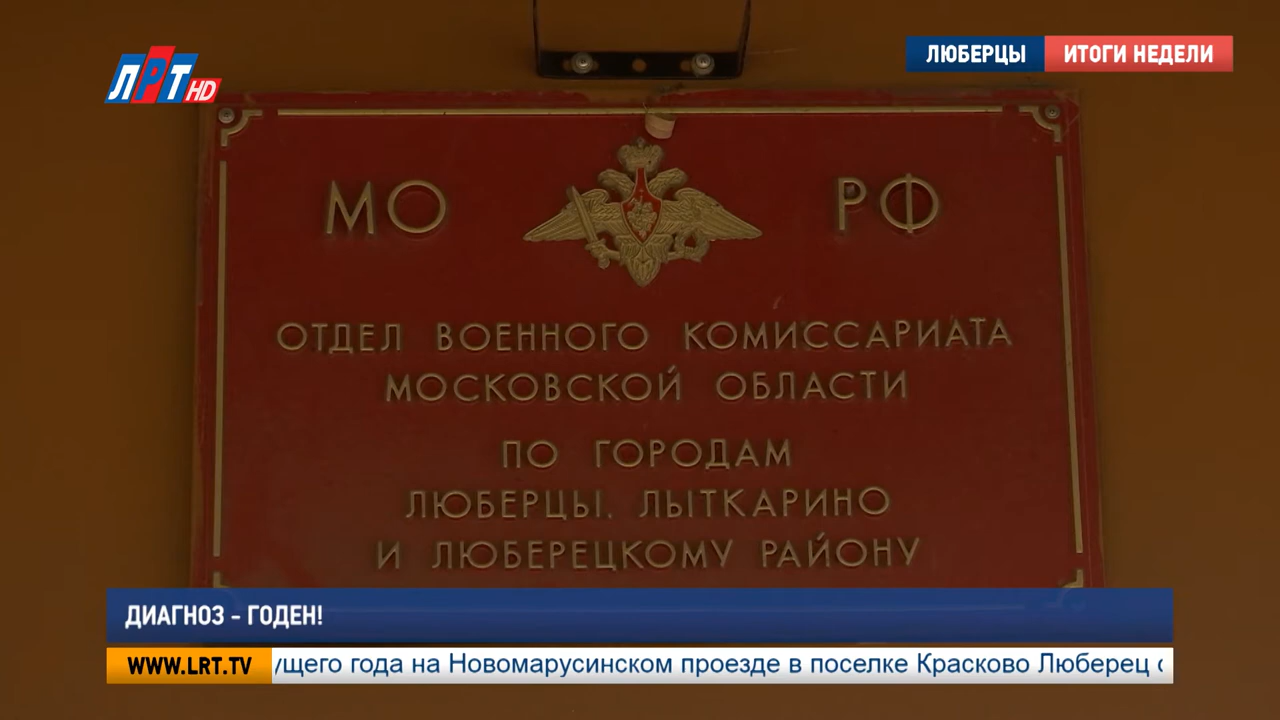 ЛРТ HD
ЛЮБЕРЦЫ ИТОГИ НЕДЕЛИ
МО РФ
ОТДЕЛ ВОЕННОГО КОМИССАРИАТА
МОСКОВСКОЙ ОБЛАСТИ
ПО ГОРОДАМ
ЛЮБЕРЦЫ, ЛЫТКАРИНО
И ЛЮБЕРЕЦКОМУ РАЙОНУ
ДИАГНОЗ - ГОДЕН!
WWW.LRT.TV ущего года на Новомарусинском проезде в поселке Красково Люберец